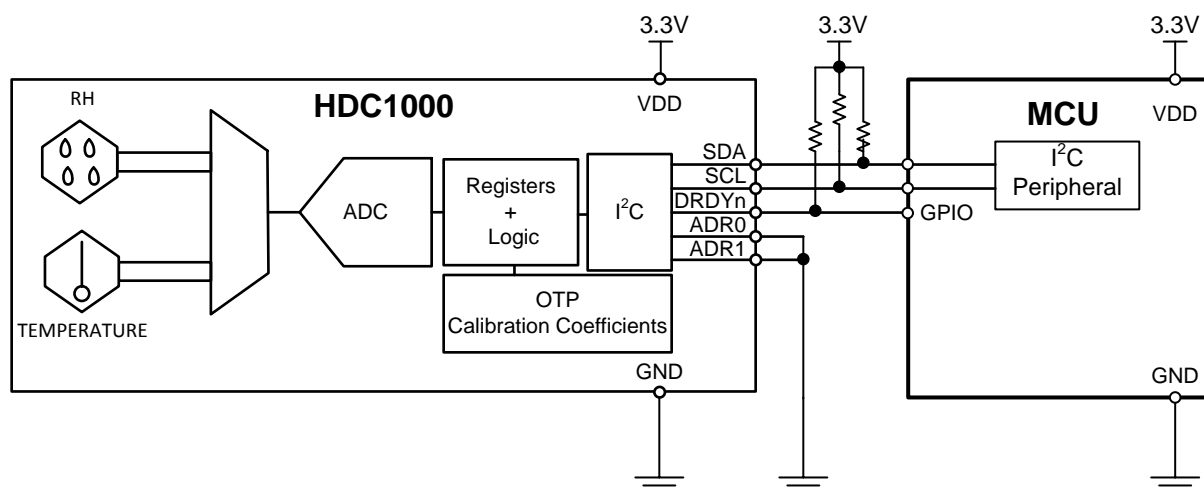 3.3V
3.3V
3.3V
RH
HDC1000
VDD
MCU
VDD
SDA
SCL
DRDYn
ADR0
ADR1
I²C
Peripheral
GPIO
ADC
Registers
+
Logic
I²C
OTP
Calibration Coefficients
TEMPERATURE
GND
GND